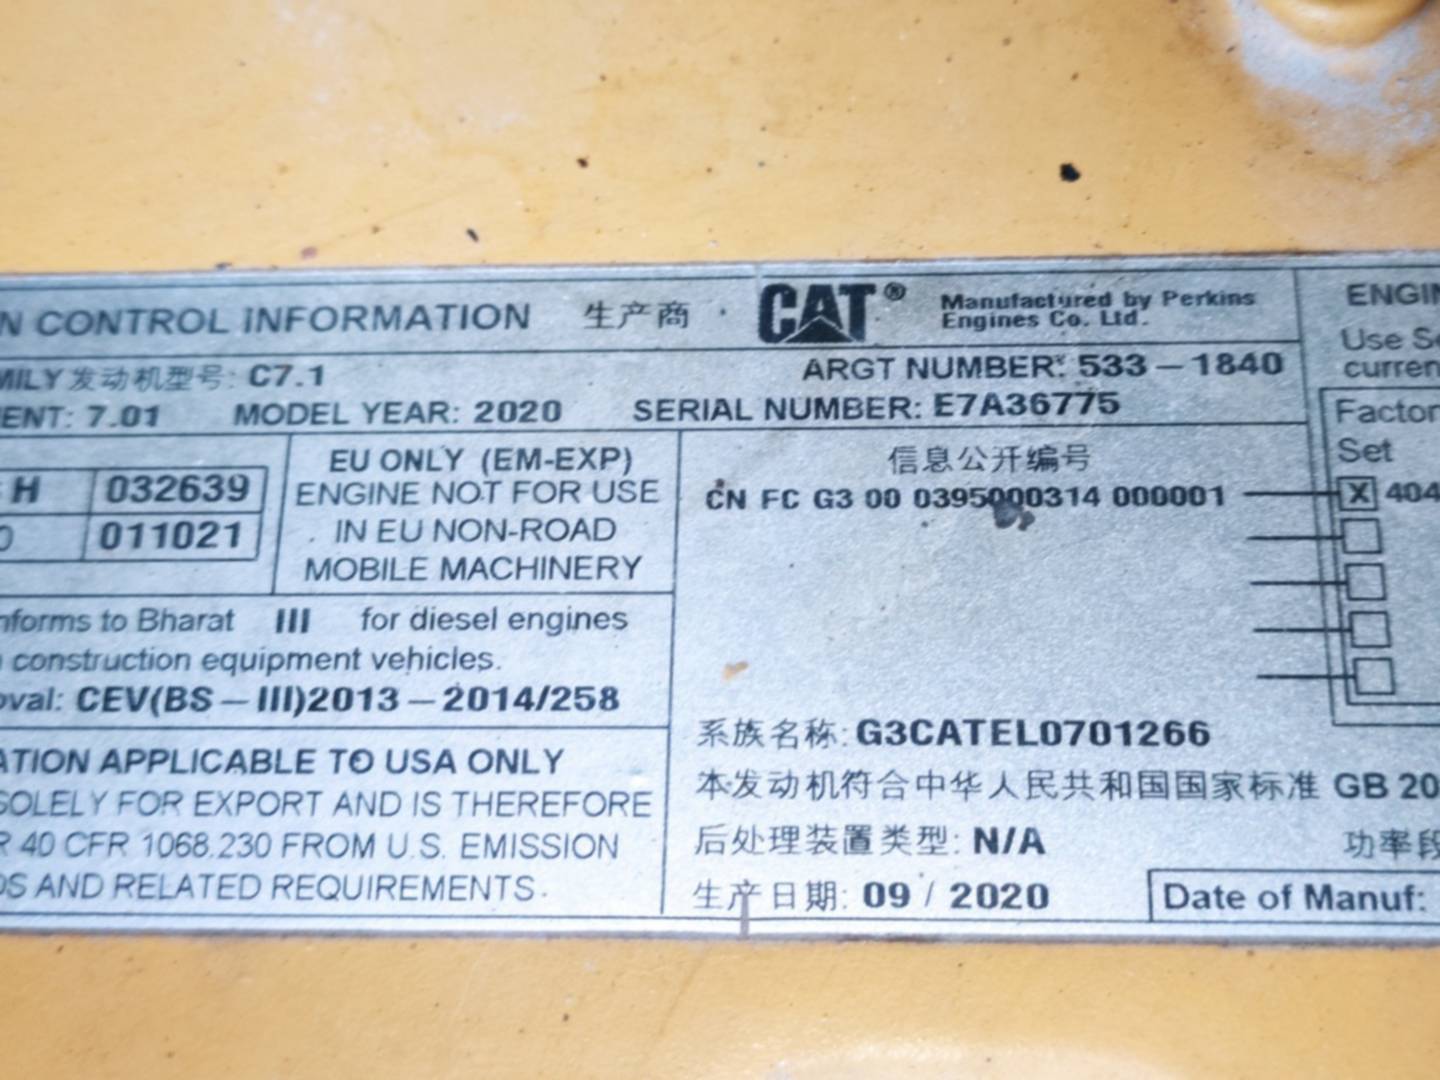 N CONTROL INFORMATION 生产商 CAT® Manufactured by Perkins
Engines Co. Ltd.
ENGIN
MILY 发动机型号: C7.1 ARGT NUMBER: 533 – 1840
ENT: 7.01 MODEL YEAR: 2020 SERIAL NUMBER: E7A36775
H 032639
0 011021
EU ONLY (EM-EXP)
ENGINE NOT FOR USE
IN EU NON-ROAD
MOBILE MACHINERY
信息公开编号
CN FC G3 00 0395000314 000001
nforms to Bharat III for diesel engines
construction equipment vehicles.
oval: CEV(BS – III)2013 – 2014/258
ATION APPLICABLE TO USA ONLY
SOLELY FOR EXPORT AND IS THEREFORE
R 40 CFR 1068.230 FROM U.S. EMISSION
DS AND RELATED REQUIREMENTS.
系族名称: G3CATEL0701266
本发动机符合中华人民共和国国家标准 GB 20
后处理装置类型: N/A 功率段
生产日期: 09 / 2020 Date of Manuf:
Use Se
curren
Factor
Set
X 404